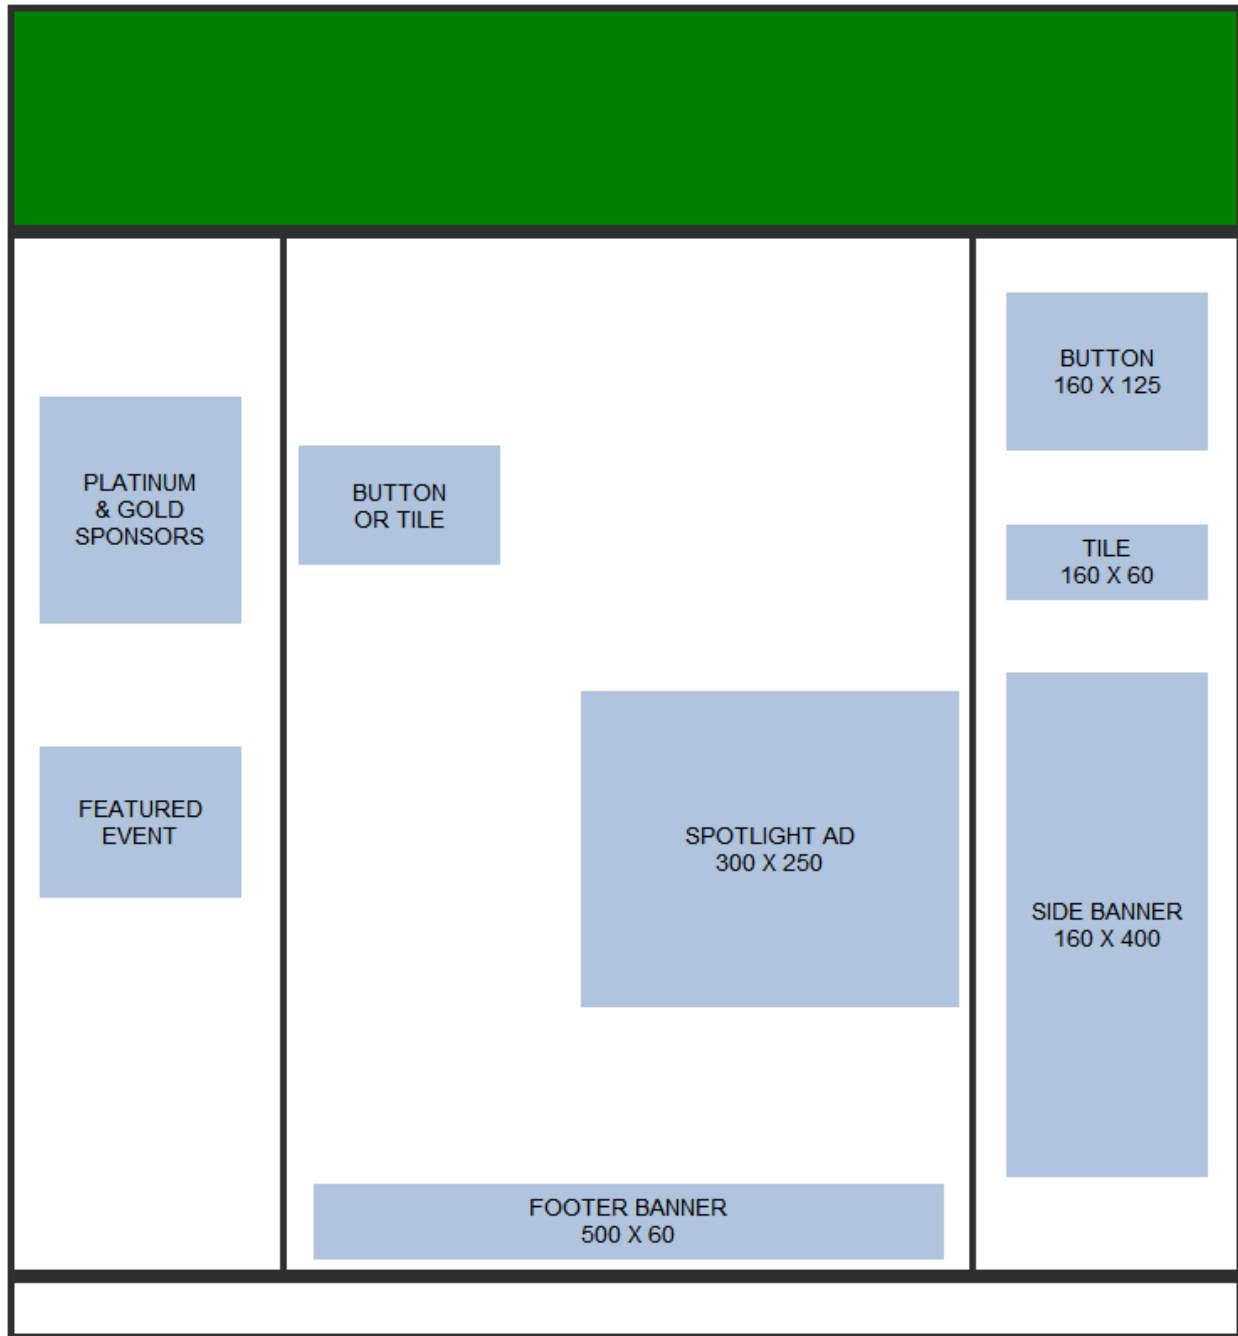 PLATINUM
& GOLD
SPONSORS
FEATURED
EVENT
BUTTON
OR TILE
SPOTLIGHT AD
300 X 250
FOOTER BANNER
500 X 60
BUTTON
160 X 125
TILE
160 X 60
SIDE BANNER
160 X 400